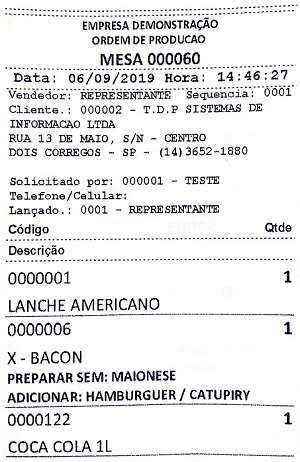 EMPRESA DEMONSTRAÇÃO
ORDEM DE PRODUCAO
MESA 000060
Data: 06/09/2019 Hora: 14:46:27
Vendedor: REPRESENTANTE Sequencia: 0001
Cliente.: 000002 - T.D.P SISTEMAS DE
INFORMACAO LTDA
RUA 13 DE MAIO, S/N - CENTRO
DOIS CORREGOS - SP - (14)3652-1880
Solicitado por: 000001 - TESTE
Telefone/Celular:
Lançado.: 0001 - REPRESENTANTE
Código Qtde
Descrição
0000001 1
LANCHE AMERICANO
0000006 1
X - BACON
PREPARAR SEM: MAIONESE
ADICIONAR: HAMBURGUER / CATUPIRY
0000122 1
COCA COLA 1L